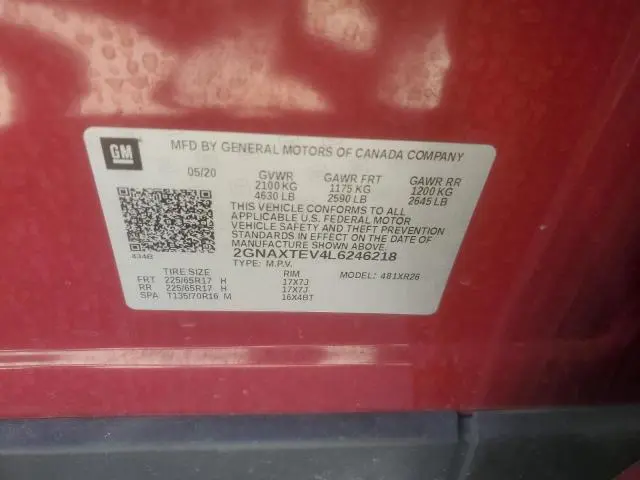 GM
MFD BY GENERAL MOTORS OF CANADA COMPANY
05/20 GVWR GAWR FRT GAWR RR
2100 KG 1175 KG 1200 KG
4630 LB 2590 LB 2645 LB
THIS VEHICLE CONFORMS TO ALL
APPLICABLE U.S. FEDERAL MOTOR
VEHICLE SAFETY STANDARDS IN
EFFECT ON THE DATE OF
MANUFACTURE SHOWN ABOVE.
434B 2GNAXTEV4L6246218
TYPE: M.P.V. MODEL: 481XR26
TIRE SIZE RIM
FRT 225/65R17 H 17X7J
RR 225/65R17 H 17X7J
SPA T135/70R16 M 16X4BT